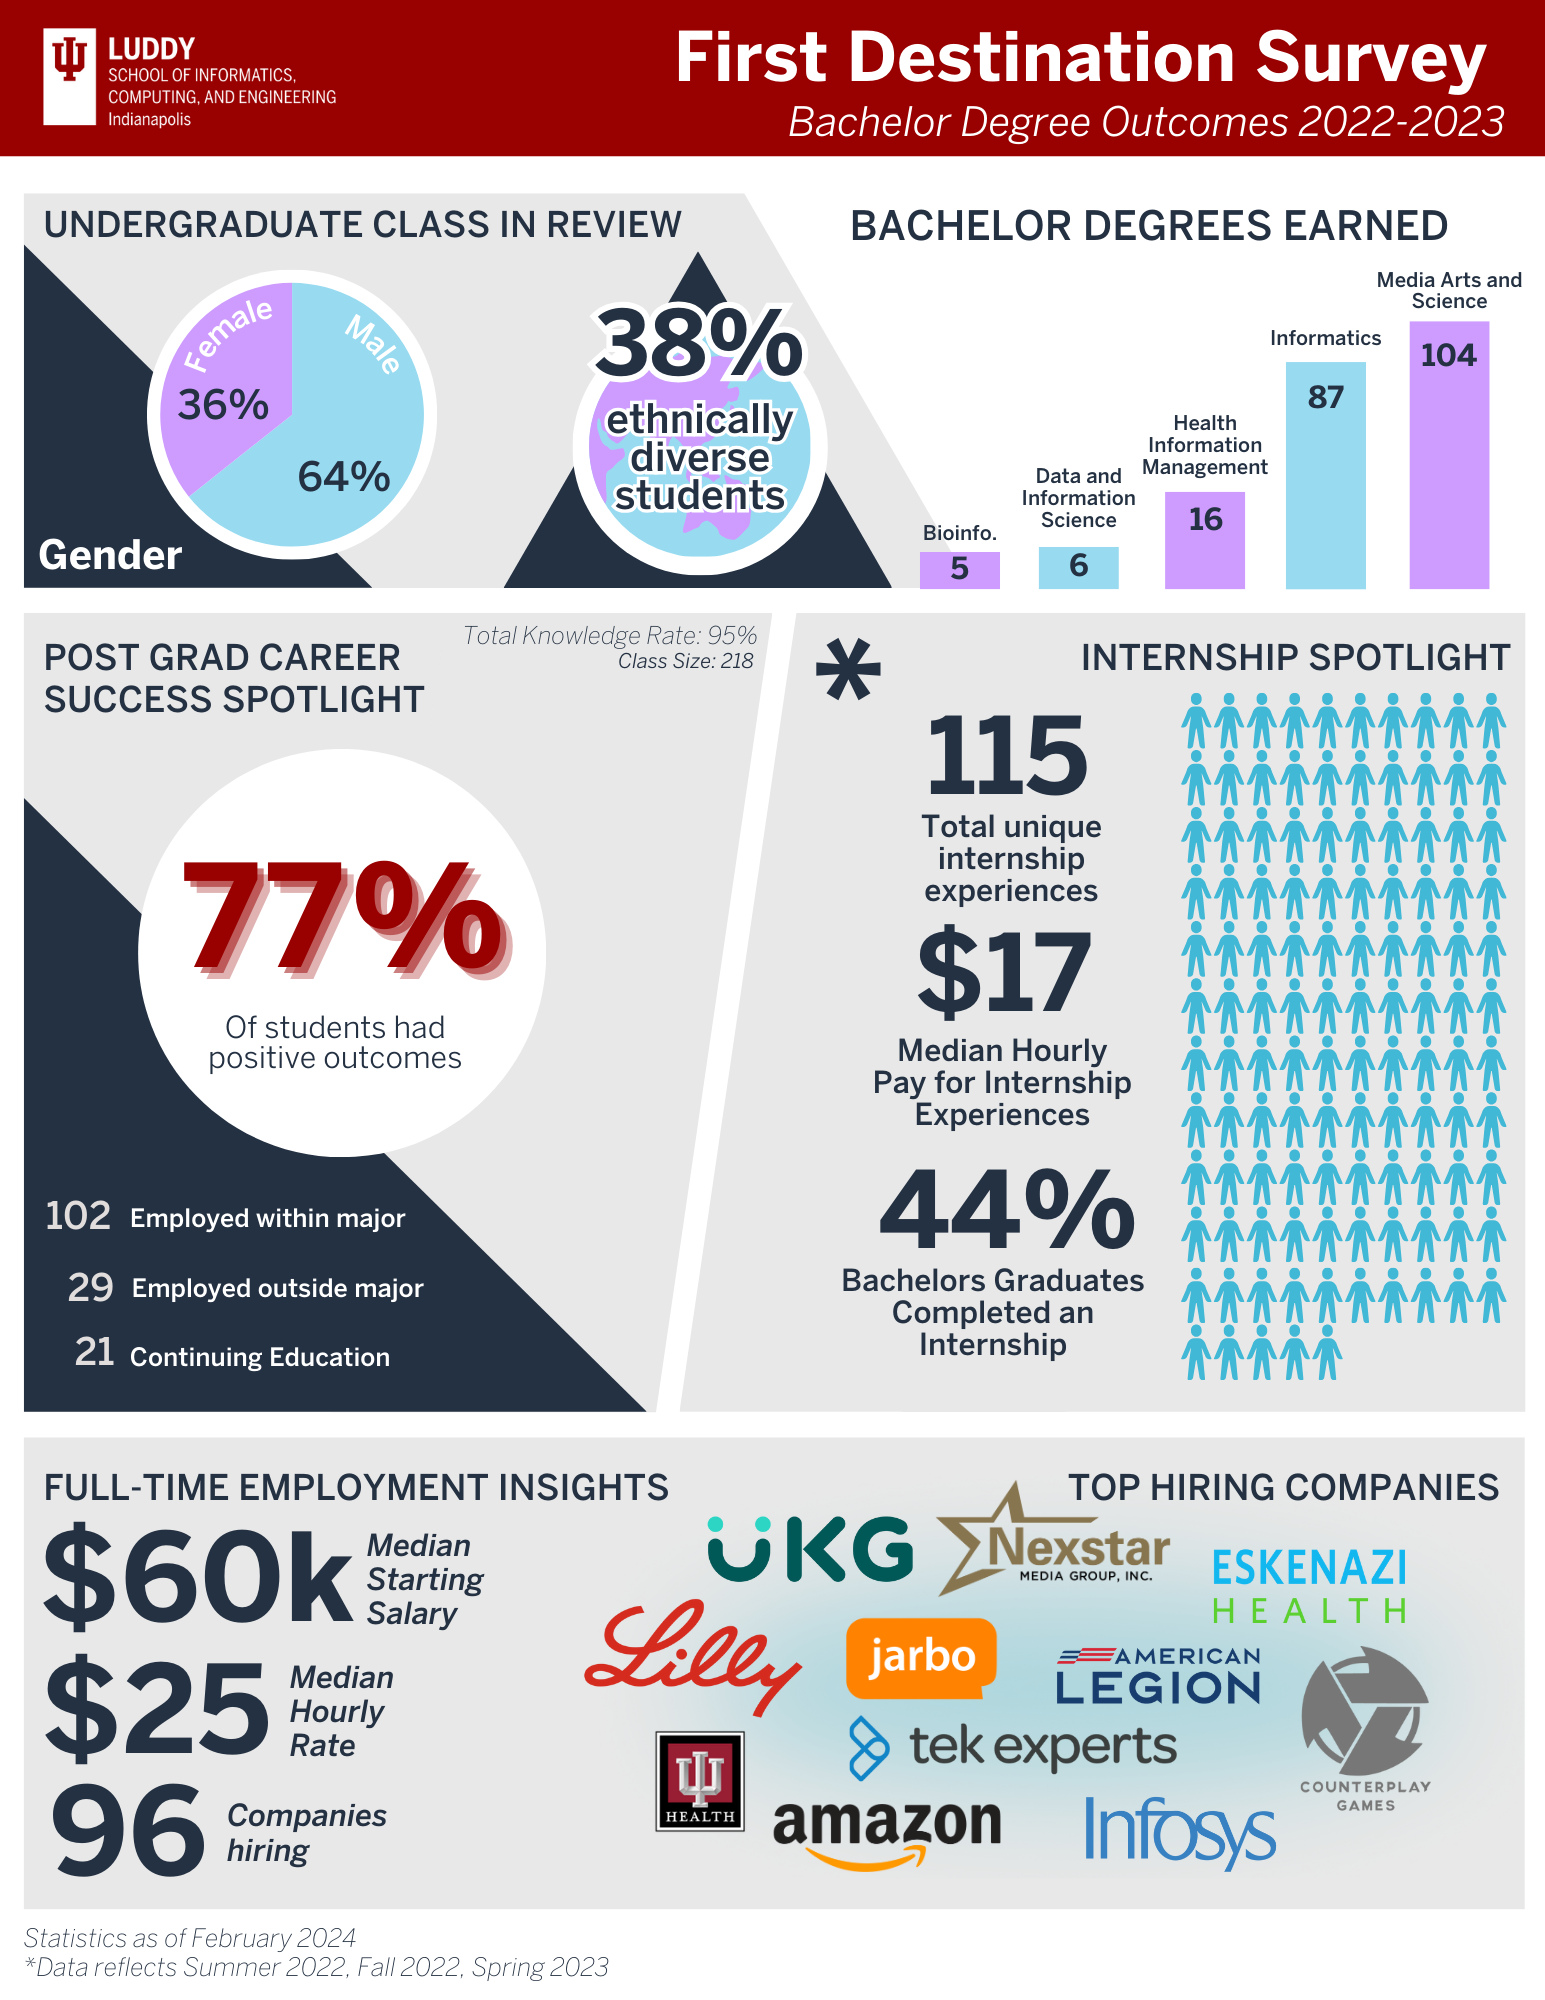 LUDDY
SCHOOL OF INFORMATICS,
COMPUTING, AND ENGINEERING
Indianapolis
First Destination Survey
Bachelor Degree Outcomes 2022-2023
UNDERGRADUATE CLASS IN REVIEW
Female
Male
36%
64%
Gender
38%
ethnically
diverse
students
BACHELOR DEGREES EARNED
Bioinfo.
5
Data and
Information
Science
6
Health
Information
Management
16
Informatics
87
Media Arts and
Science
104
POST GRAD CAREER
SUCCESS SPOTLIGHT
Total Knowledge Rate: 95%
Class Size: 218
77%
Of students had
positive outcomes
102 Employed within major
29 Employed outside major
21 Continuing Education
*
INTERNSHIP SPOTLIGHT
115
Total unique
internship
experiences
$17
Median Hourly
Pay for Internship
Experiences
44%
Bachelors Graduates
Completed an
Internship
FULL-TIME EMPLOYMENT INSIGHTS
$60k
Median
Starting
Salary
$25
Median
Hourly
Rate
96
Companies
hiring
TOP HIRING COMPANIES
UKG
Nexstar
MEDIA GROUP, INC.
ESKENAZI
HEALTH
Lilly
jarbo
AMERICAN
LEGION
COUNTERPLAY
GAMES
HEALTH
tek experts
amazon
Infosys
Statistics as of February 2024
*Data reflects Summer 2022, Fall 2022, Spring 2023